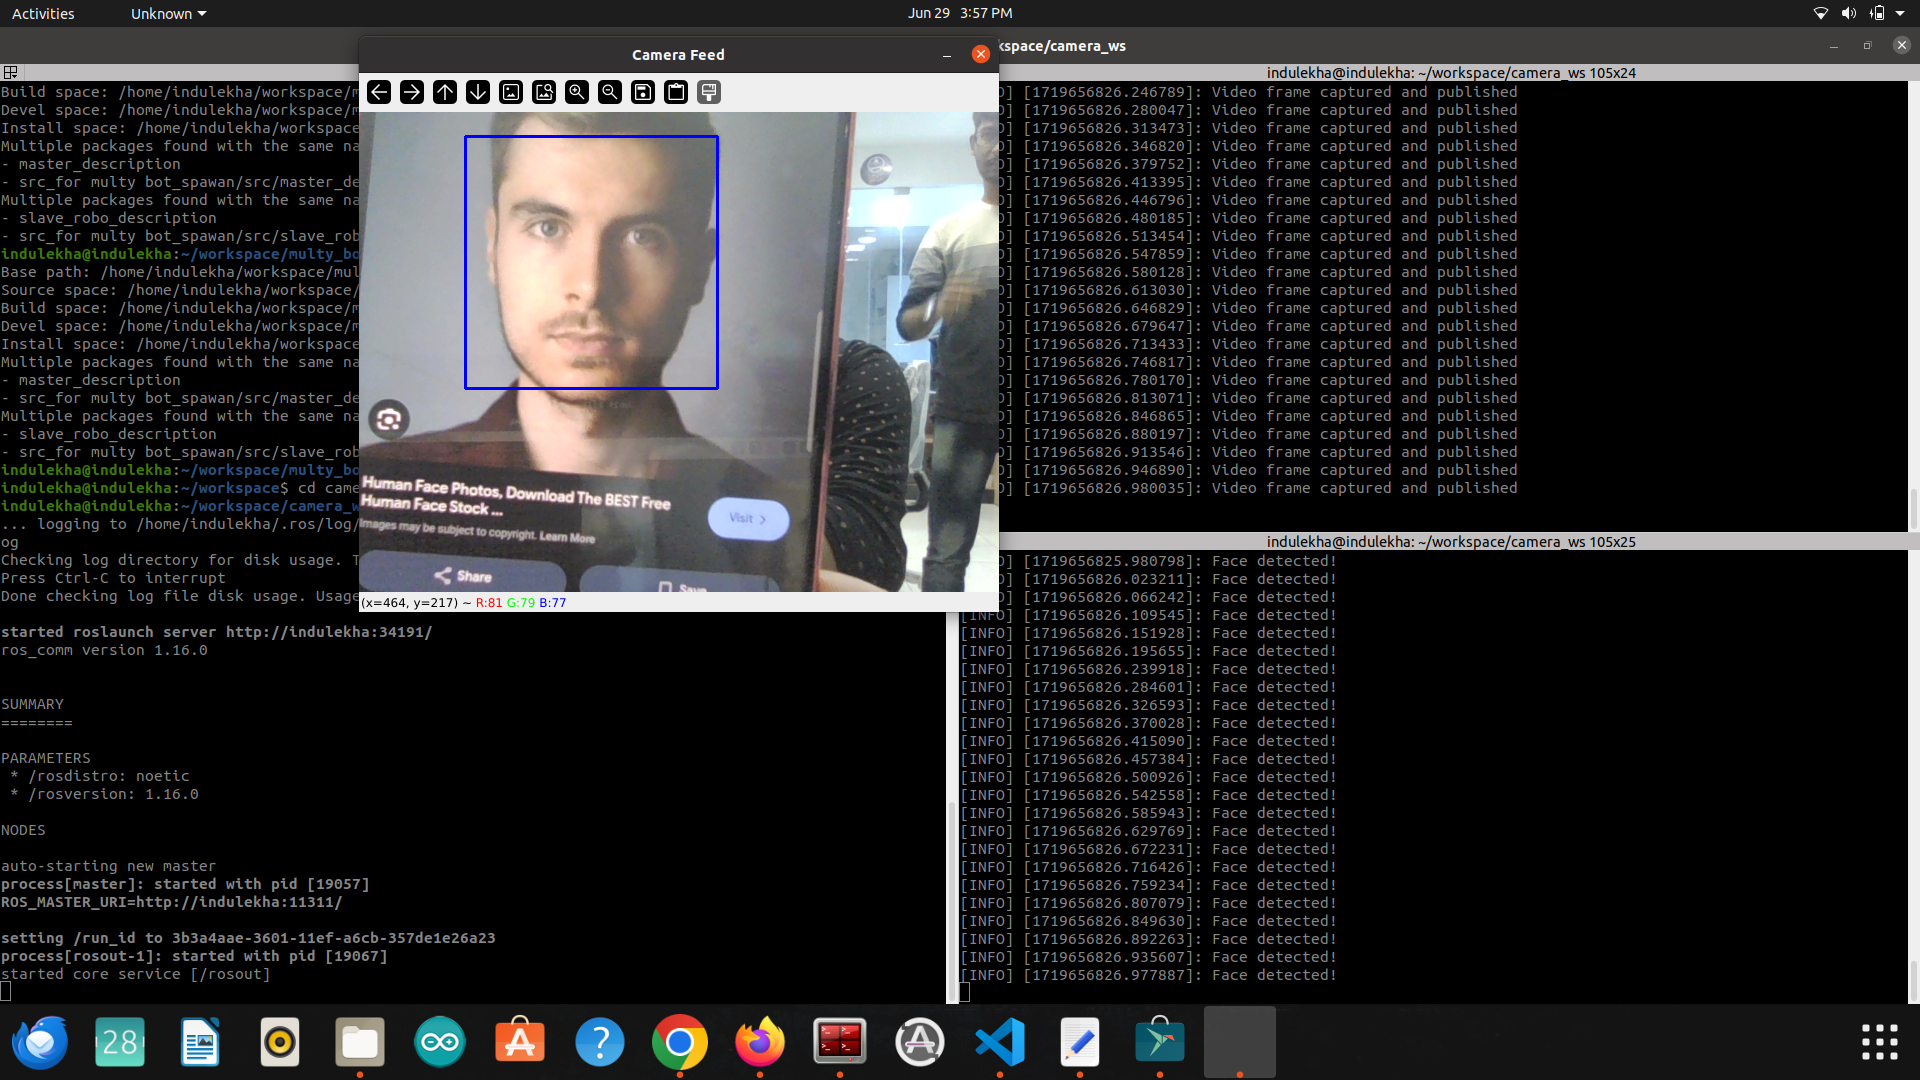 Activities
Unknown
Jun 29 3:57 PM
kspace/camera_ws
Build space: /home/indulekha/workspace/m
Devel space: /home/indulekha/workspace/m
Install space: /home/indulekha/workspace
Multiple packages found with the same na
- master_description
- src_for multy bot_spawan/src/master_de
Multiple packages found with the same na
- slave_robo_description
- src_for multy bot_spawan/src/slave_rob
indulekha@indulekha:~/workspace/multy_bo
Base path: /home/indulekha/workspace/mul
Source space: /home/indulekha/workspace/
Build space: /home/indulekha/workspace/m
Devel space: /home/indulekha/workspace/m
Install space: /home/indulekha/workspace
Multiple packages found with the same na
- master_description
- src_for multy bot_spawan/src/master_de
Multiple packages found with the same na
- slave_robo_description
- src_for multy bot_spawan/src/slave_rob
indulekha@indulekha:~/workspace/multy_bo
indulekha@indulekha:~/workspace$ cd came
indulekha@indulekha:~/workspace/camera_w
... logging to /home/indulekha/.ros/log/
og
Checking log directory for disk usage. T
Press Ctrl-C to interrupt
Done checking log file disk usage. Usage
started roslaunch server http://indulekha:34191/
ros_comm version 1.16.0
SUMMARY
========
PARAMETERS
* /rosdistro: noetic
* /rosversion: 1.16.0
NODES
auto-starting new master
process[master]: started with pid [19057]
ROS_MASTER_URI=http://indulekha:11311/
setting /run_id to 3b3a4aae-3601-11ef-a6cb-357de1e26a23
process[rosout-1]: started with pid [19067]
started core service [/rosout]
Camera Feed
Human Face Photos, Download The BEST Free
Human Face Stock ...
Images may be subject to copyright. Learn More
Visit >
Share
Save
(x=464, y=217) ~ R:81 G:79 B:77
indulekha@indulekha: ~/workspace/camera_ws 105x24
O] [1719656826.246789]: Video frame captured and published
O] [1719656826.280047]: Video frame captured and published
O] [1719656826.313473]: Video frame captured and published
O] [1719656826.346820]: Video frame captured and published
O] [1719656826.379752]: Video frame captured and published
O] [1719656826.413395]: Video frame captured and published
O] [1719656826.446796]: Video frame captured and published
O] [1719656826.480185]: Video frame captured and published
O] [1719656826.513454]: Video frame captured and published
O] [1719656826.547859]: Video frame captured and published
O] [1719656826.580128]: Video frame captured and published
O] [1719656826.613030]: Video frame captured and published
O] [1719656826.646829]: Video frame captured and published
O] [1719656826.679647]: Video frame captured and published
O] [1719656826.713433]: Video frame captured and published
O] [1719656826.746817]: Video frame captured and published
O] [1719656826.780170]: Video frame captured and published
O] [1719656826.813071]: Video frame captured and published
O] [1719656826.846865]: Video frame captured and published
O] [1719656826.880197]: Video frame captured and published
O] [1719656826.913546]: Video frame captured and published
O] [1719656826.946890]: Video frame captured and published
O] [1719656826.980035]: Video frame captured and published
indulekha@indulekha: ~/workspace/camera_ws 105x25
O] [1719656825.980798]: Face detected!
O] [1719656826.023211]: Face detected!
O] [1719656826.066242]: Face detected!
[INFO] [1719656826.109545]: Face detected!
[INFO] [1719656826.151928]: Face detected!
[INFO] [1719656826.195655]: Face detected!
[INFO] [1719656826.239918]: Face detected!
[INFO] [1719656826.284601]: Face detected!
[INFO] [1719656826.326593]: Face detected!
[INFO] [1719656826.370028]: Face detected!
[INFO] [1719656826.415090]: Face detected!
[INFO] [1719656826.457384]: Face detected!
[INFO] [1719656826.500926]: Face detected!
[INFO] [1719656826.542558]: Face detected!
[INFO] [1719656826.585943]: Face detected!
[INFO] [1719656826.629769]: Face detected!
[INFO] [1719656826.672231]: Face detected!
[INFO] [1719656826.716426]: Face detected!
[INFO] [1719656826.759234]: Face detected!
[INFO] [1719656826.807079]: Face detected!
[INFO] [1719656826.849630]: Face detected!
[INFO] [1719656826.892263]: Face detected!
[INFO] [1719656826.935607]: Face detected!
[INFO] [1719656826.977887]: Face detected!
28